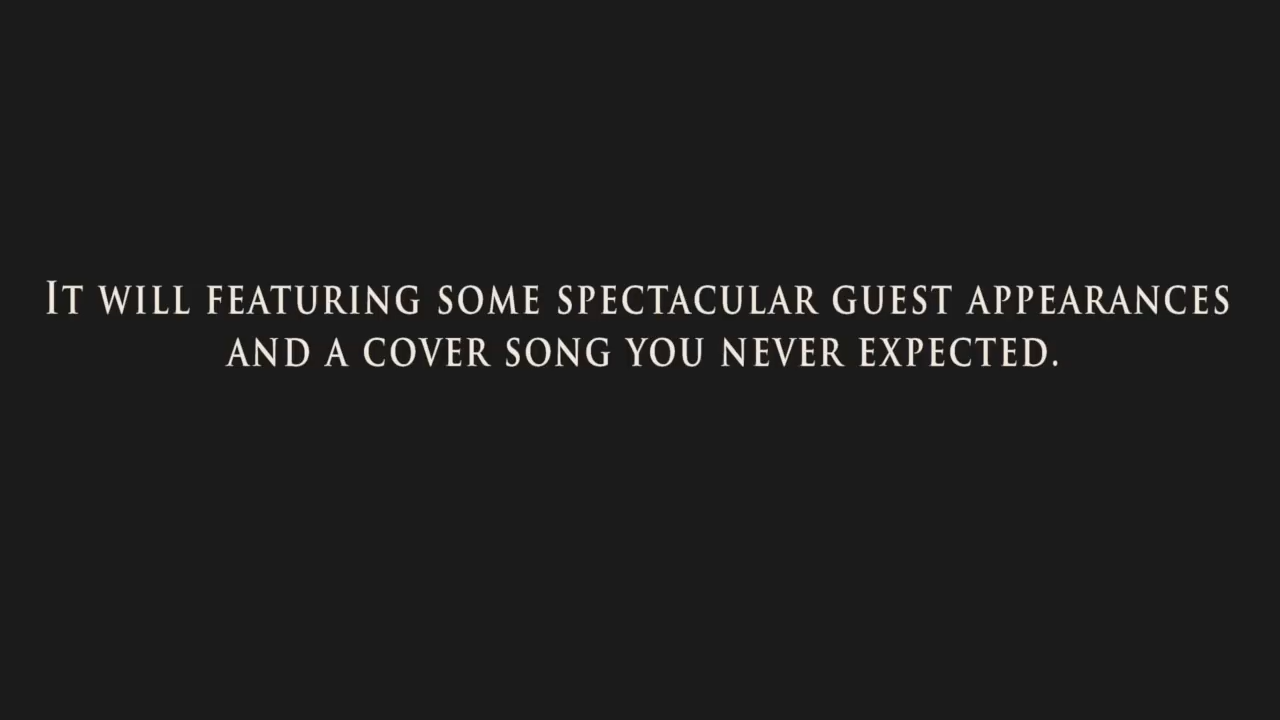 It will featuring some spectacular guest appearances
and a cover song you never expected.